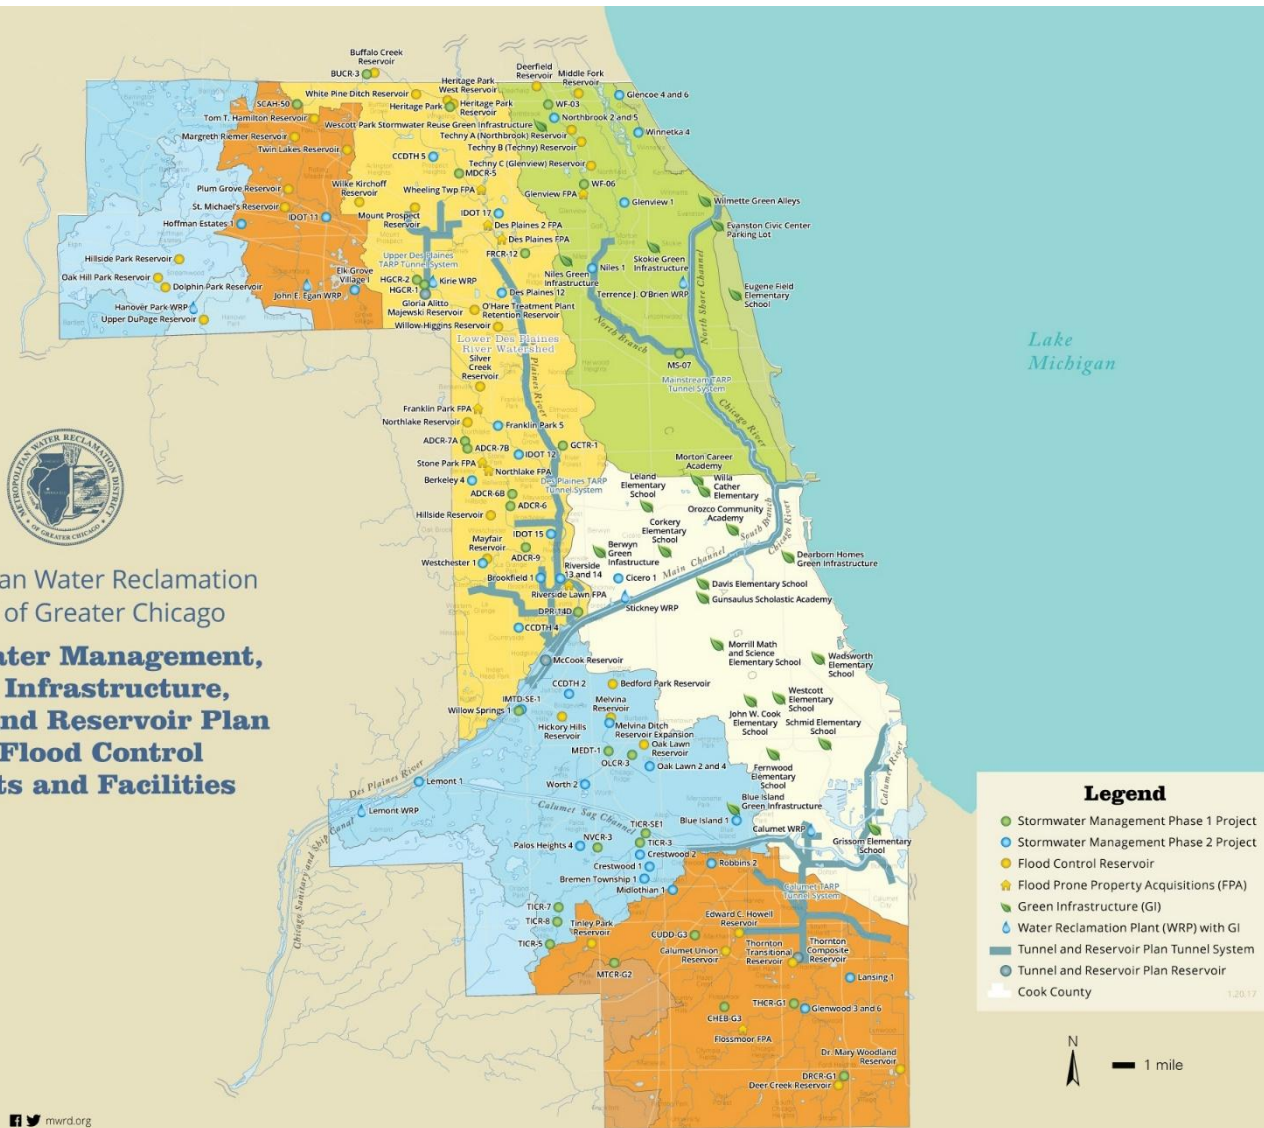 Buffalo Creek
Reservoir
BUCR-3
Deerfield
Reservoir
Middle Fork
Reservoir
Heritage Park
West Reservoir
White Pine Ditch Reservoir
Glencoe 4 and 6
SCAH-50
Heritage Park
Heritage Park
Reservoir
WF-03
Tom T. Hamilton Reservoir
Northbrook 2 and 5
Wescott Park Stormwater Reuse Green Infrastructure
Margreth Riemer Reservoir
Techny A (Northbrook) Reservoir
Winnetka 4
Twin Lakes Reservoir
Techny B (Techny) Reservoir
CCDTH 5
Techny C (Glenview) Reservoir
MDCR-5
Plum Grove Reservoir
Wilke Kirchoff
Reservoir
Wheeling Twp FPA
WF-06
Glenview FPA
St. Michael's Reservoir
Glenview 1
Wilmette Green Alleys
IDOT 11
Mount Prospect
Reservoir
IDOT 17
Hoffman Estates 1
Des Plaines 2 FPA
Evanston Civic Center
Parking Lot
Des Plaines FPA
Upper Des Plaines
TARP Tunnel System
FRCR-12
Skokie Green
Infrastructure
Hillside Park Reservoir
Niles 1
Oak Hill Park Reservoir
Elk Grove
Village I
HGCR-2
Kirie WRP
Niles Green
Infrastructure
Dolphin Park Reservoir
John E. Egan WRP
HGCR-1
Des Plaines 12
Terrence J. O'Brien WRP
Eugene Field
Elementary
School
Hanover Park WRP
Gloria Alitto
Majewski Reservoir
O'Hare Treatment Plant
Retention Reservoir
Upper DuPage Reservoir
Willow-Higgins Reservoir
North Branch
North Shore Channel
Lower Des Plaines
River Watershed
Lake
Michigan
Silver
Creek
Reservoir
Plaines River
MS-07
Mainstream TARP
Tunnel System
Franklin Park FPA
Chicago River
Northlake Reservoir
Franklin Park 5
ADCR-7A
ADCR-7B
GCTR-1
IDOT 12
Stone Park FPA
Northlake FPA
Morton Career
Academy
Berkeley 4
Des Plaines TARP
Tunnel System
Leland
Elementary
School
Willa
Cather
Elementary
ADCR-6B
ADCR-6
Orozco Community
Academy
Hillside Reservoir
Corkery
Elementary
School
South Branch
Chicago River
IDOT 15
Mayfair
Reservoir
ADCR-9
Berwyn
Green
Infrastructure
Main Channel
Dearborn Homes
Green Infrastructure
Westchester 1
Riverside
13 and 14
Brookfield 1
Cicero 1
Davis Elementary School
Riverside Lawn FPA
Gunsaulus Scholastic Academy
DPR-14D
Stickney WRP
CCDTH 4
METROPOLITAN WATER RECLAMATION DISTRICT
OF GREATER CHICAGO
an Water Reclamation
of Greater Chicago
ater Management,
Infrastructure,
nd Reservoir Plan
Flood Control
ts and Facilities
Morrill Math
and Science
Elementary School
Wadsworth
Elementary
School
McCook Reservoir
CCDTH 2
Bedford Park Reservoir
IMTD-SE-1
Melvina
Reservoir
Westcott
Elementary
School
Willow Springs 1
Hickory Hills
Reservoir
Melvina Ditch
Reservoir Expansion
John W. Cook
Elementary
School
Schmid Elementary
School
MEDT-1
Oak Lawn
Reservoir
OLCR-3
Oak Lawn 2 and 4
Fernwood
Elementary
School
Des Plaines River
Lemont 1
Worth 2
Calumet River
Lemont WRP
Calumet Sag Channel
Blue Island
Green Infrastructure
Blue Island 1
Calumet WRP
TICR-SE1
NVCR-3
TICR-3
Palos Heights 4
Grissom Elementary
School
Crestwood 2
Crestwood 1
Robbins 2
Bremen Township 1
Midlothian 1
Calumet TARP
Tunnel System
Chicago Sanitary and Ship Canal
TICR-7
TICR-8
Tinley Park
Reservoir
Edward C. Howell
Reservoir
CUDD-G3
TICR-5
Calumet Union
Reservoir
Thornton
Transitional
Reservoir
Thornton
Composite
Reservoir
MTCR-G2
Lansing 1
THCR-G1
Glenwood 3 and 6
CHEB-G3
Flossmoor FPA
Dr. Mary Woodland
Reservoir
DRCR-G1
Deer Creek Reservoir
Legend
Stormwater Management Phase 1 Project
Stormwater Management Phase 2 Project
Flood Control Reservoir
Flood Prone Property Acquisitions (FPA)
Green Infrastructure (GI)
Water Reclamation Plant (WRP) with GI
Tunnel and Reservoir Plan Tunnel System
Tunnel and Reservoir Plan Reservoir
Cook County
1.20.17
N
1 mile
mwrd.org